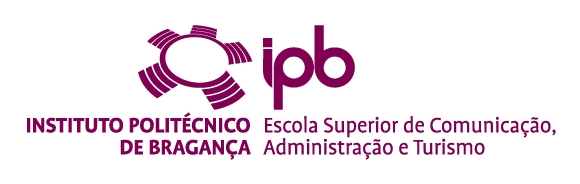 ipb
INSTITUTO POLITÉCNICO
DE BRAGANÇA
Escola Superior de Comunicação,
Administração e Turismo